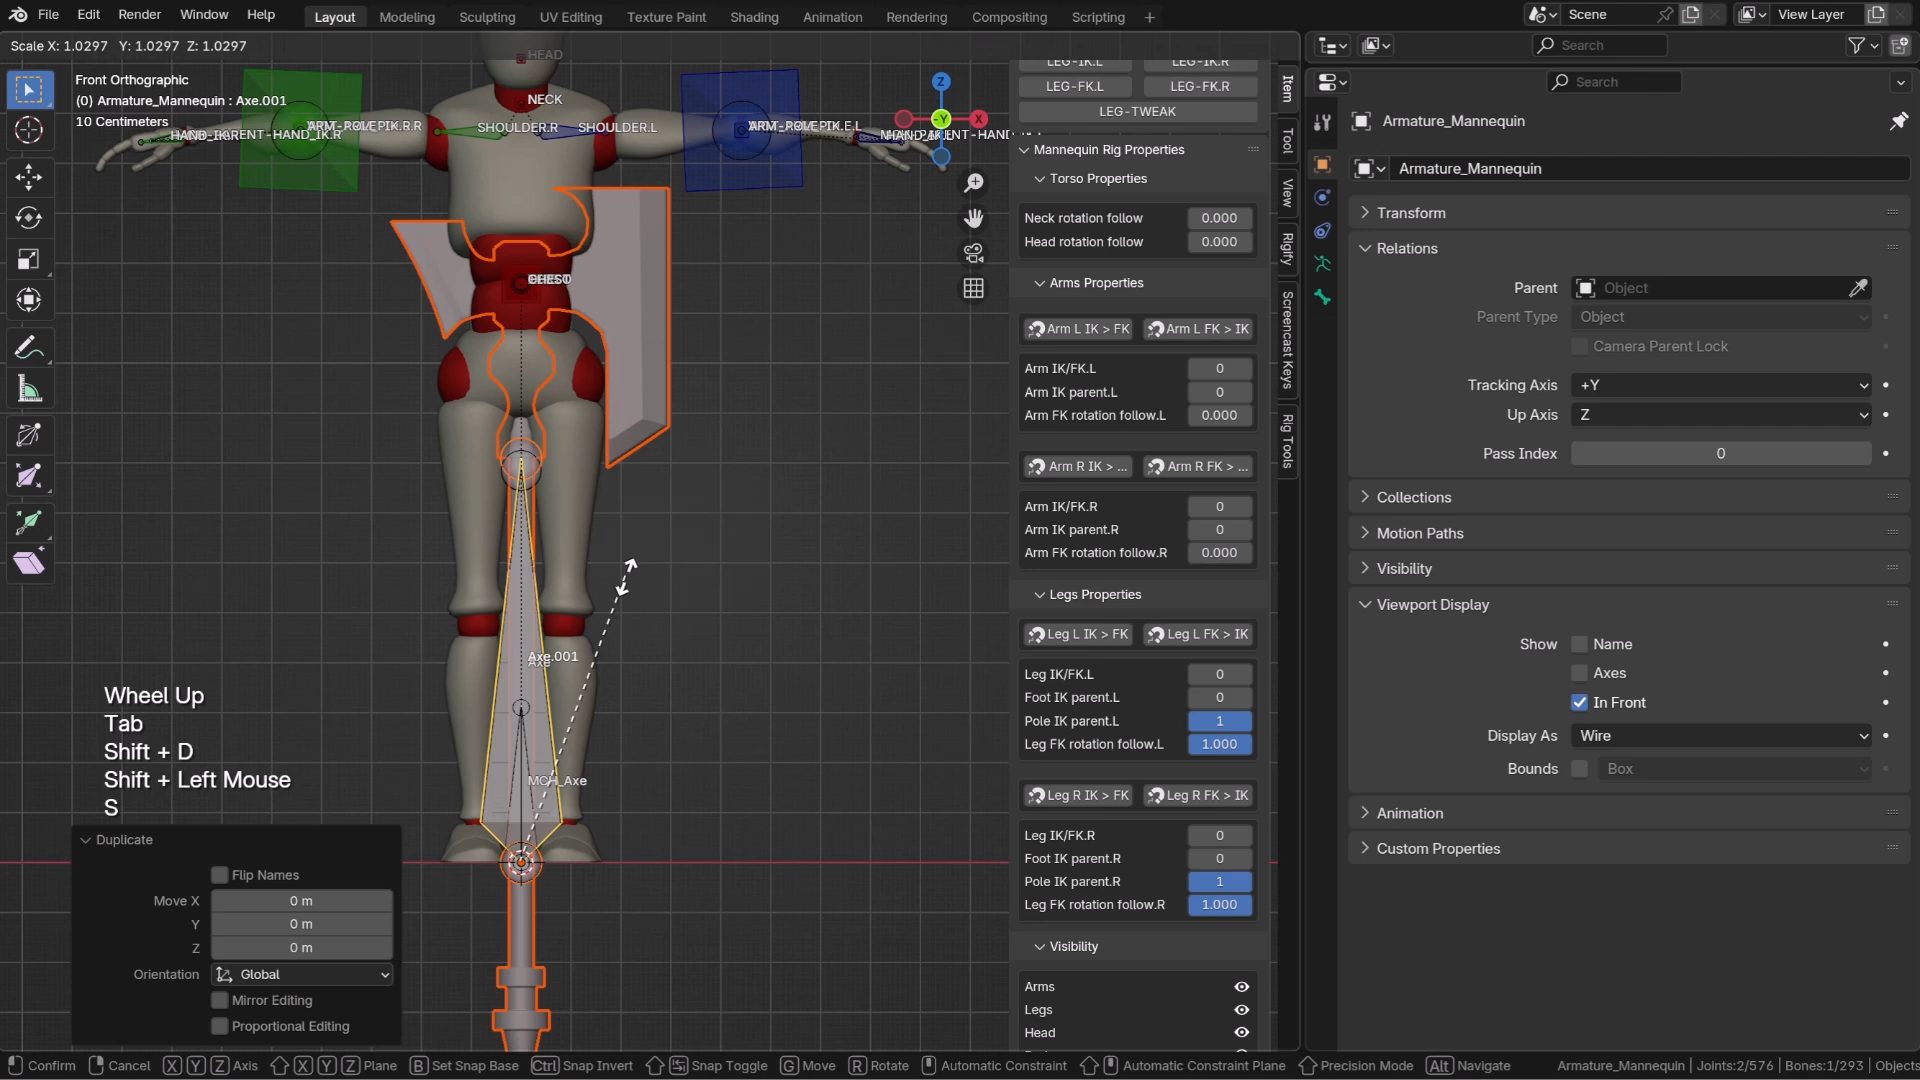 File Edit Render Window Help Layout Modeling Sculpting UV Editing Texture Paint Shading Animation Rendering Compositing Scripting + Scene View Layer
Scale X: 1.0297 Y: 1.0297 Z: 1.0297
Search
Search
Front Orthographic
(0) Armature_Mannequin : Axe.001
10 Centimeters
HEAD
NECK
SHOULDER.R
SHOULDER.L
Axe.001
MCH_Axe
Z
-Y
X
LEG-IK.L LEG-IK.R
LEG-FK.L LEG-FK.R
LEG-TWEAK
Mannequin Rig Properties
Torso Properties
Neck rotation follow 0.000
Head rotation follow 0.000
Arms Properties
Arm L IK > FK Arm L FK > IK
Arm IK/FK.L 0
Arm IK parent.L 0
Arm FK rotation follow.L 0.000
Arm R IK > ... Arm R FK > ...
Arm IK/FK.R 0
Arm IK parent.R 0
Arm FK rotation follow.R 0.000
Legs Properties
Leg L IK > FK Leg L FK > IK
Leg IK/FK.L 0
Foot IK parent.L 0
Pole IK parent.L 1
Leg FK rotation follow.L 1.000
Leg R IK > FK Leg R FK > IK
Leg IK/FK.R 0
Foot IK parent.R 0
Pole IK parent.R 1
Leg FK rotation follow.R 1.000
Visibility
Arms
Legs
Head
Item
Tool
View
Rigify
Screencast Keys
Rig Tools
Armature_Mannequin
Armature_Mannequin
Transform
Relations
Parent Object
Parent Type Object
Camera Parent Lock
Tracking Axis +Y
Up Axis Z
Pass Index 0
Collections
Motion Paths
Visibility
Viewport Display
Show Name
Axes
In Front
Display As Wire
Bounds Box
Animation
Custom Properties
Wheel Up
Tab
Shift + D
Shift + Left Mouse
S
Duplicate
Flip Names
Move X 0 m
Y 0 m
Z 0 m
Orientation Global
Mirror Editing
Proportional Editing
Confirm Cancel X Y Z Axis X Y Z Plane B Set Snap Base Ctrl Snap Invert Snap Toggle G Move R Rotate Automatic Constraint Automatic Constraint Plane Precision Mode Alt Navigate Armature_Mannequin | Joints:2/576 | Bones:1/293 | Objects